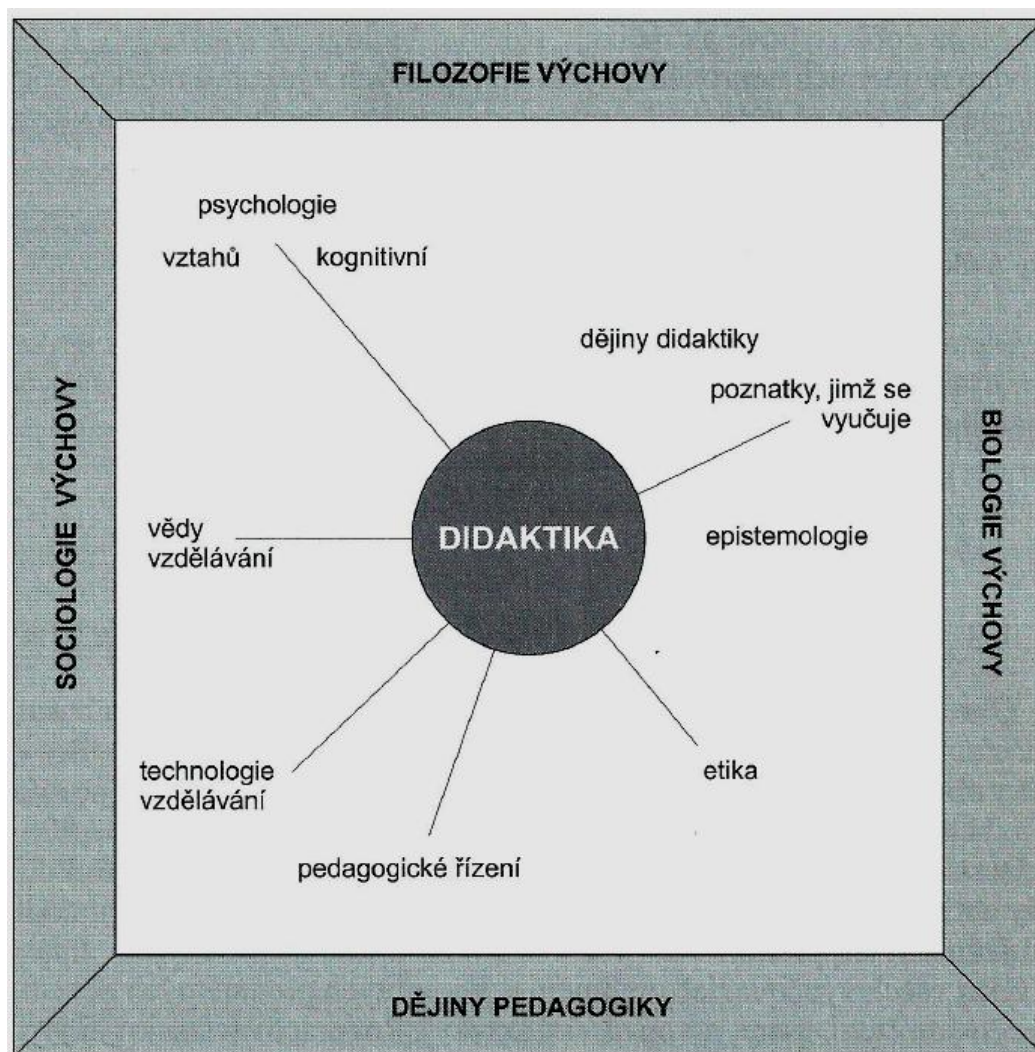 FILOZOFIE VÝCHOVY
psychologie
vztahů kognitivní
dějiny didaktiky
poznatky, jimž se
vyučuje
SOCIOLOGIE VÝCHOVY
vědy
vzdělávání
DIDAKTIKA
epistemologie
BIOLOGIE VÝCHOVY
technologie
vzdělávání
etika
pedagogické řízení
DĚJINY PEDAGOGIKY